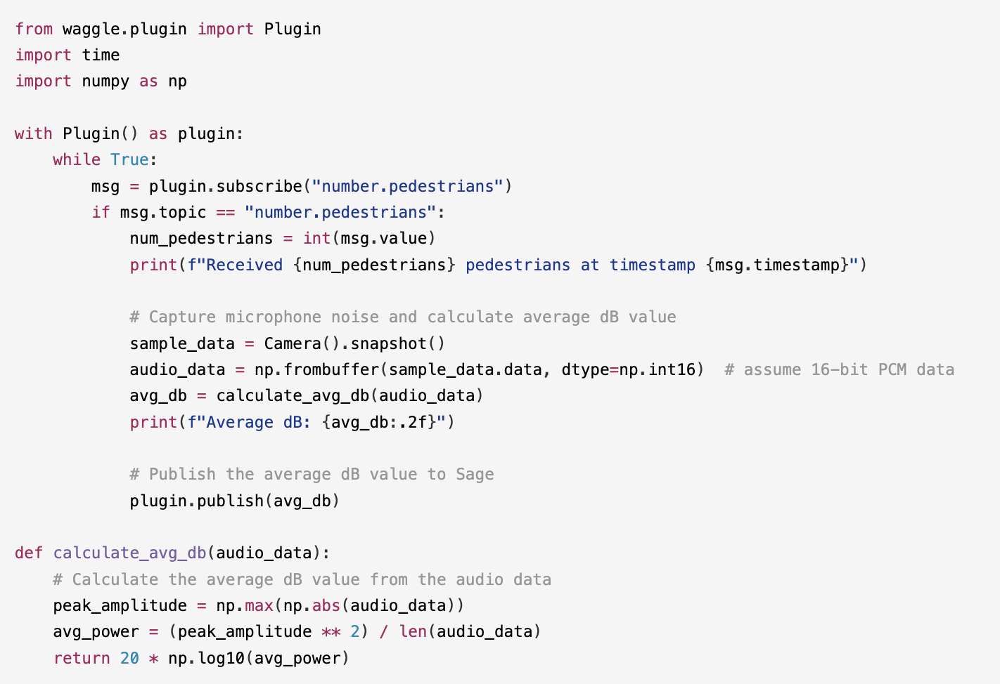 from waggle.plugin import Plugin
import time
import numpy as np

with Plugin() as plugin:
    while True:
        msg = plugin.subscribe("number.pedestrians")
        if msg.topic == "number.pedestrians":
            num_pedestrians = int(msg.value)
            print(f"Received {num_pedestrians} pedestrians at timestamp {msg.timestamp}")

            # Capture microphone noise and calculate average dB value
            sample_data = Camera().snapshot()
            audio_data = np.frombuffer(sample_data.data, dtype=np.int16)  # assume 16-bit PCM data
            avg_db = calculate_avg_db(audio_data)
            print(f"Average dB: {avg_db:.2f}")

            # Publish the average dB value to Sage
            plugin.publish(avg_db)

def calculate_avg_db(audio_data):
    # Calculate the average dB value from the audio data
    peak_amplitude = np.max(np.abs(audio_data))
    avg_power = (peak_amplitude ** 2) / len(audio_data)
    return 20 * np.log10(avg_power)